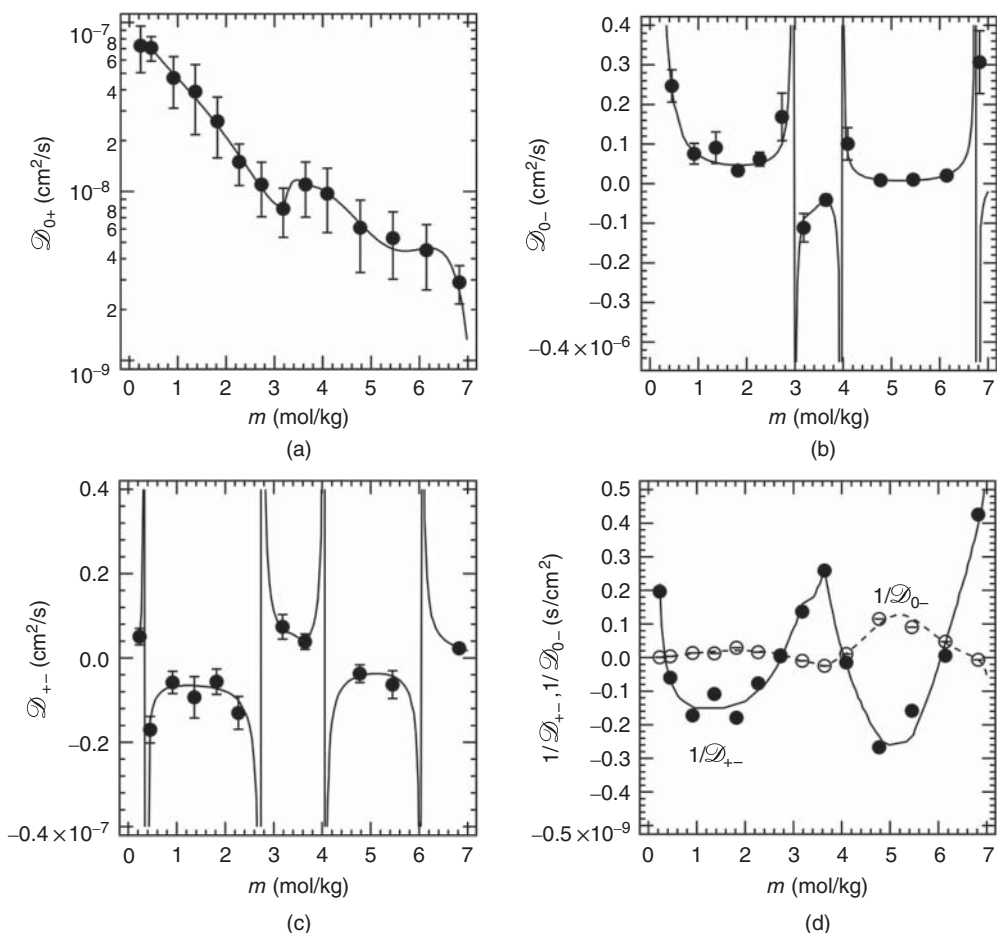 10⁻⁷
8
6
4
2
10⁻⁸
8
6
4
2
10⁻⁹
𝒟₀₊ (cm²/s)
0 1 2 3 4 5 6 7
m (mol/kg)
(a)
0.4
0.3
0.2
0.1
0.0
−0.1
−0.2
−0.3
−0.4 × 10⁻⁶
𝒟₀₋ (cm²/s)
0 1 2 3 4 5 6 7
m (mol/kg)
(b)
0.4
0.2
0.0
−0.2
−0.4 × 10⁻⁷
𝒟₊₋ (cm²/s)
0 1 2 3 4 5 6 7
m (mol/kg)
(c)
0.5
0.4
0.3
0.2
0.1
0.0
−0.1
−0.2
−0.3
−0.4
−0.5 × 10⁻⁹
1/𝒟₊₋, 1/𝒟₀₋ (s/cm²)
1/𝒟₀₋
1/𝒟₊₋
0 1 2 3 4 5 6 7
m (mol/kg)
(d)